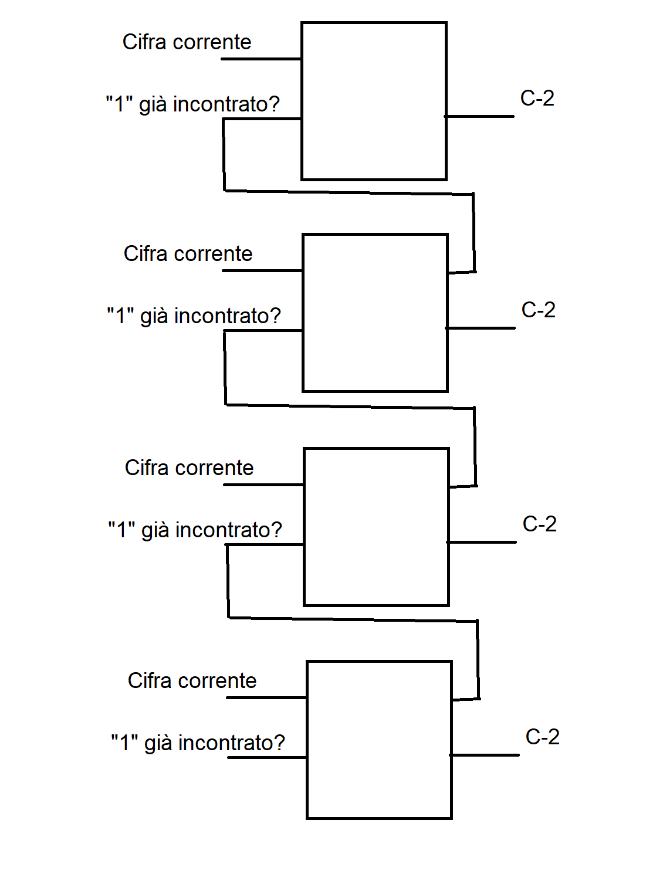 Cifra corrente
"1" già incontrato?
C-2
Cifra corrente
"1" già incontrato?
C-2
Cifra corrente
"1" già incontrato?
C-2
Cifra corrente
"1" già incontrato?
C-2